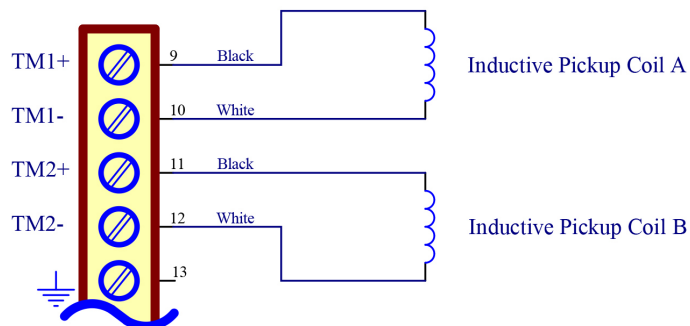 TM1+ 9 Black
Inductive Pickup Coil A
TM1- 10 White
TM2+ 11 Black
TM2- 12 White
Inductive Pickup Coil B
13